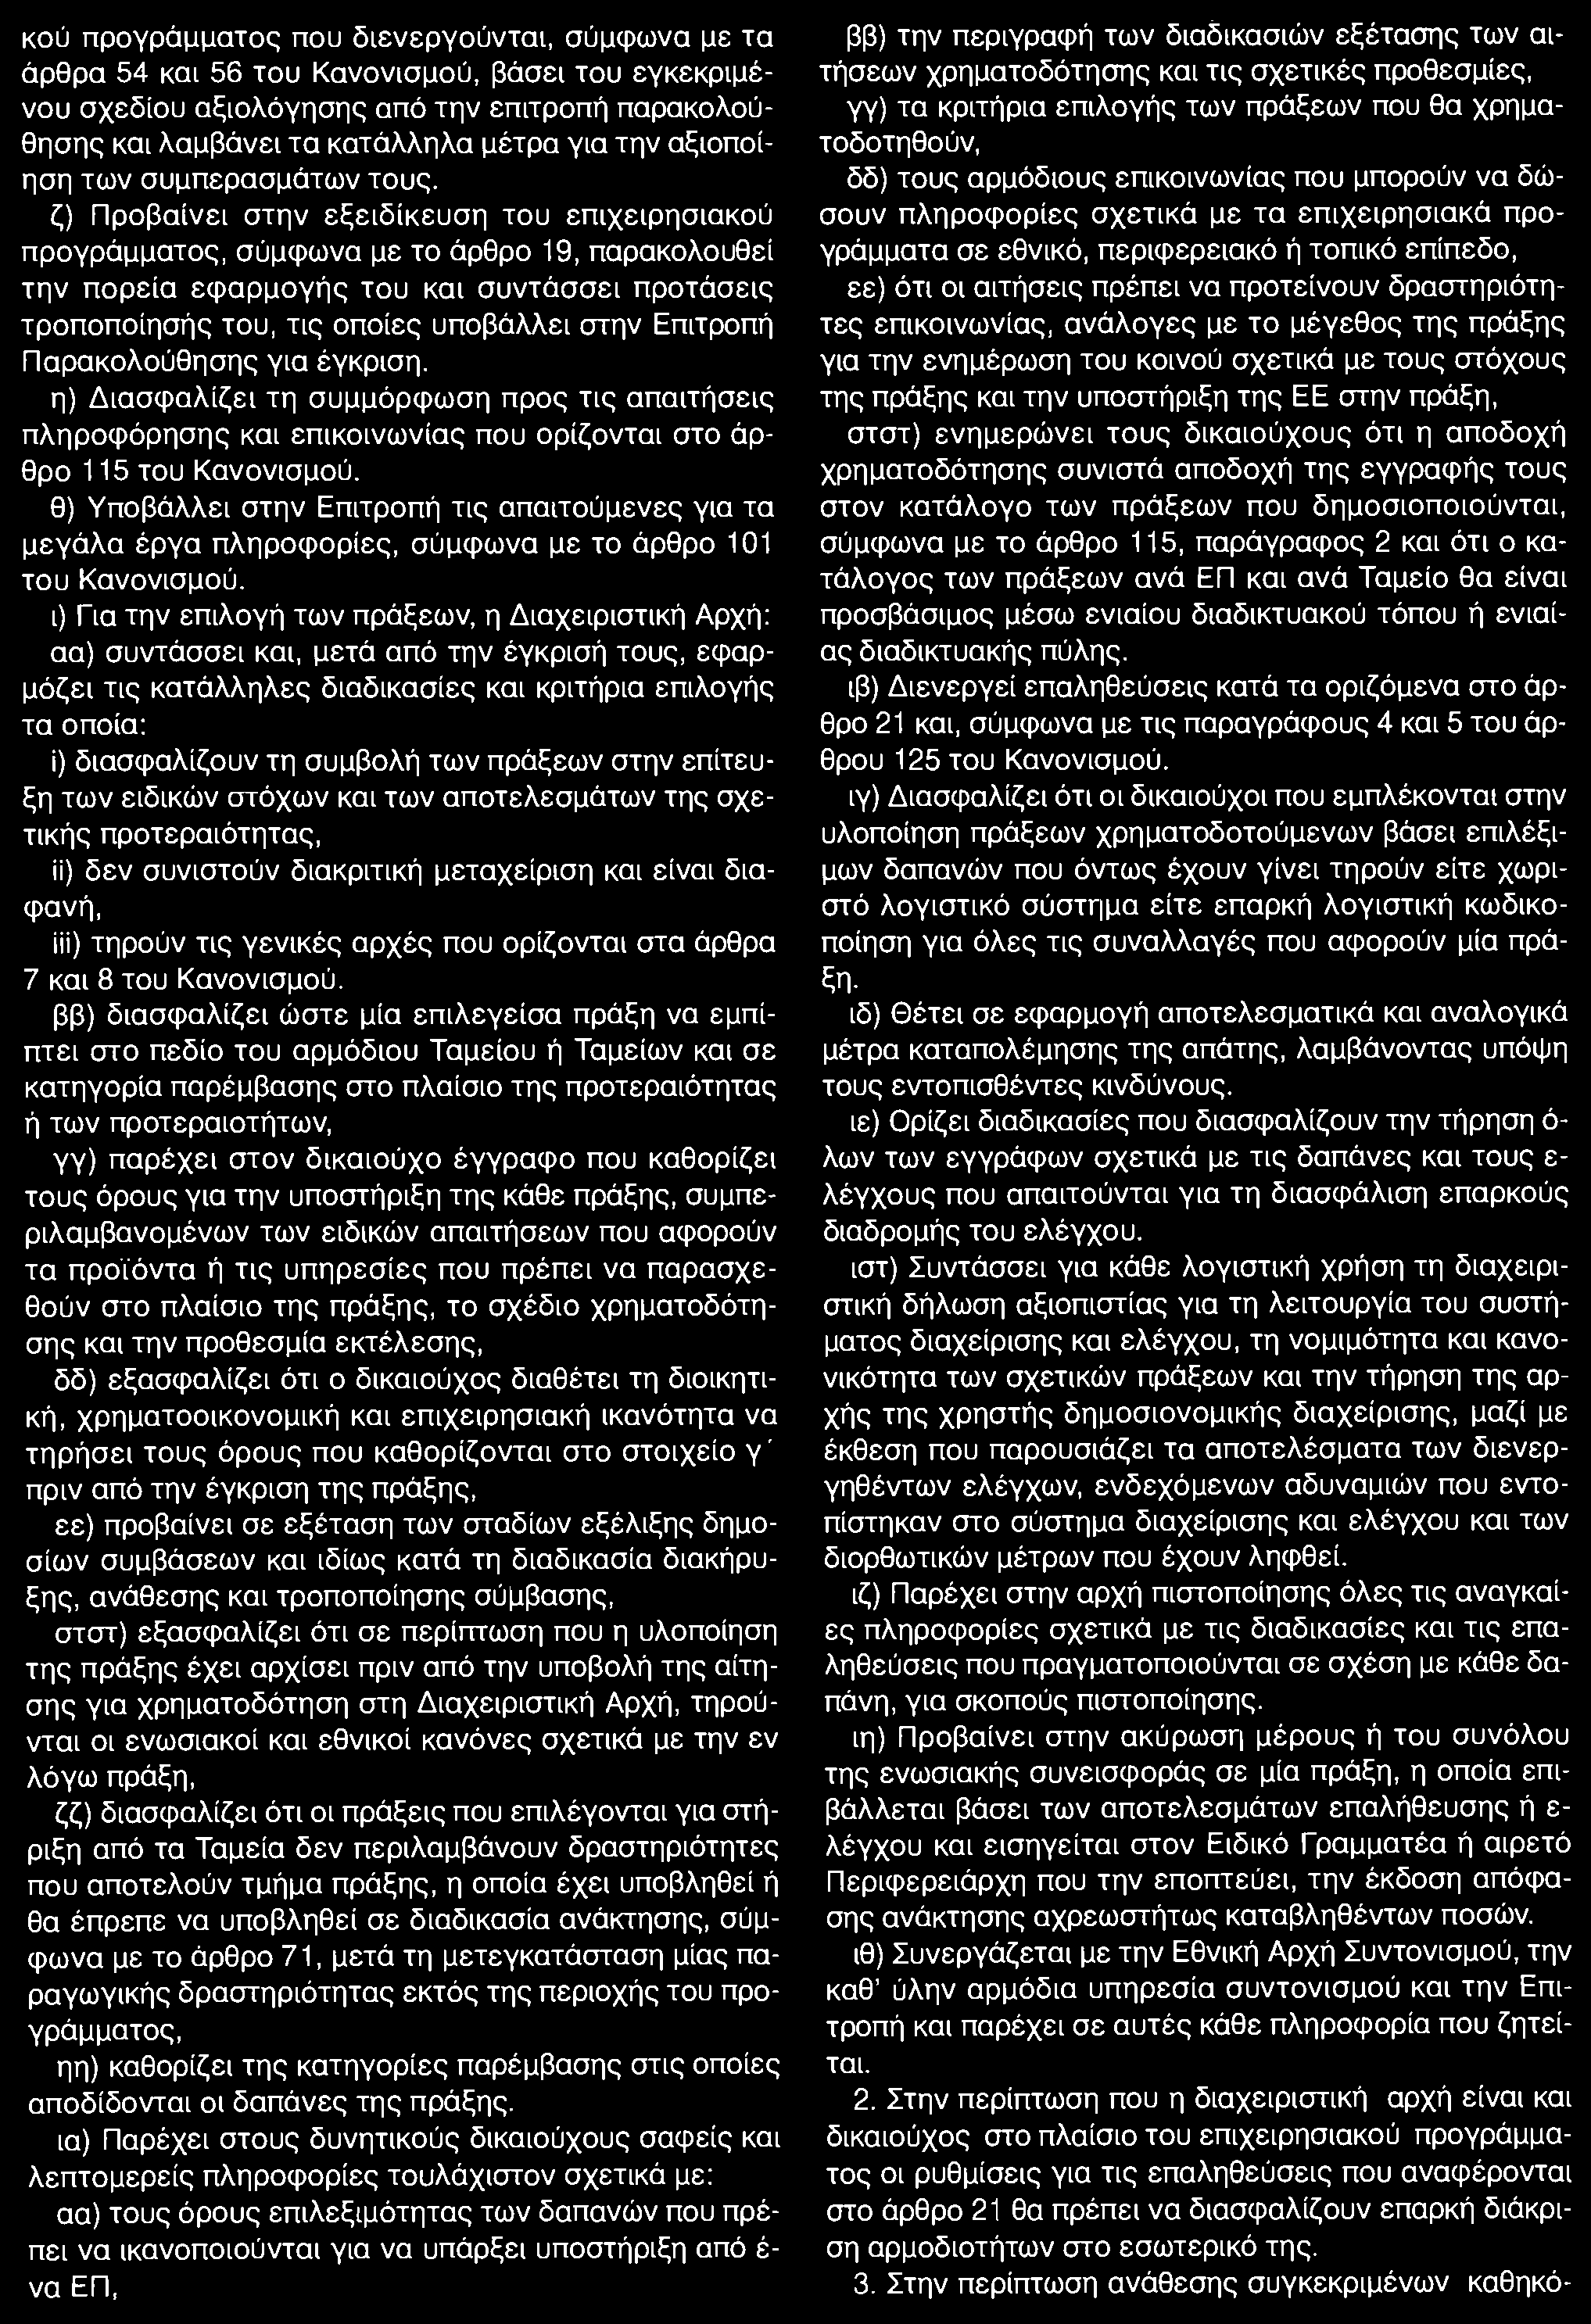 κού προγράμματος που διενεργούνται, σύμφωνα με τα
άρθρα 54 και 56 του Κανονισμού, βάσει του εγκεκριμέ-
νου σχεδίου αξιολόγησης από την επιτροπή παρακολού-
θησης και λαμβάνει τα κατάλληλα μέτρα για την αξιοποί-
ηση των συμπερασμάτων τους.
ζ) Προβαίνει στην εξειδίκευση του επιχειρησιακού
προγράμματος, σύμφωνα με το άρθρο 19, παρακολουθεί
την πορεία εφαρμογής του και συντάσσει προτάσεις
τροποποίησής του, τις οποίες υποβάλλει στην Επιτροπή
Παρακολούθησης για έγκριση.
η) Διασφαλίζει τη συμμόρφωση προς τις απαιτήσεις
πληροφόρησης και επικοινωνίας που ορίζονται στο άρ-
θρο 115 του Κανονισμού.
θ) Υποβάλλει στην Επιτροπή τις απαιτούμενες για τα
μεγάλα έργα πληροφορίες, σύμφωνα με το άρθρο 101
του Κανονισμού.
ι) Για την επιλογή των πράξεων, η Διαχειριστική Αρχή:
αα) συντάσσει και, μετά από την έγκρισή τους, εφαρ-
μόζει τις κατάλληλες διαδικασίες και κριτήρια επιλογής
τα οποία:
i) διασφαλίζουν τη συμβολή των πράξεων στην επίτευ-
ξη των ειδικών στόχων και των αποτελεσμάτων της σχε-
τικής προτεραιότητας,
ii) δεν συνιστούν διακριτική μεταχείριση και είναι δια-
φανή,
iii) τηρούν τις γενικές αρχές που ορίζονται στα άρθρα
7 και 8 του Κανονισμού.
ββ) διασφαλίζει ώστε μία επιλεγείσα πράξη να εμπί-
πτει στο πεδίο του αρμόδιου Ταμείου ή Ταμείων και σε
κατηγορία παρέμβασης στο πλαίσιο της προτεραιότητας
ή των προτεραιοτήτων,
γγ) παρέχει στον δικαιούχο έγγραφο που καθορίζει
τους όρους για την υποστήριξη της κάθε πράξης, συμπε-
ριλαμβανομένων των ειδικών απαιτήσεων που αφορούν
τα προϊόντα ή τις υπηρεσίες που πρέπει να παρασχε-
θούν στο πλαίσιο της πράξης, το σχέδιο χρηματοδότη-
σης και την προθεσμία εκτέλεσης,
δδ) εξασφαλίζει ότι ο δικαιούχος διαθέτει τη διοικητι-
κή, χρηματοοικονομική και επιχειρησιακή ικανότητα να
τηρήσει τους όρους που καθορίζονται στο στοιχείο γ΄
πριν από την έγκριση της πράξης,
εε) προβαίνει σε εξέταση των σταδίων εξέλιξης δημο-
σίων συμβάσεων και ιδίως κατά τη διαδικασία διακήρυ-
ξης, ανάθεσης και τροποποίησης σύμβασης,
στστ) εξασφαλίζει ότι σε περίπτωση που η υλοποίηση
της πράξης έχει αρχίσει πριν από την υποβολή της αίτη-
σης για χρηματοδότηση στη Διαχειριστική Αρχή, τηρού-
νται οι ενωσιακοί και εθνικοί κανόνες σχετικά με την εν
λόγω πράξη,
ζζ) διασφαλίζει ότι οι πράξεις που επιλέγονται για στή-
ριξη από τα Ταμεία δεν περιλαμβάνουν δραστηριότητες
που αποτελούν τμήμα πράξης, η οποία έχει υποβληθεί ή
θα έπρεπε να υποβληθεί σε διαδικασία ανάκτησης, σύμ-
φωνα με το άρθρο 71, μετά τη μετεγκατάσταση μίας πα-
ραγωγικής δραστηριότητας εκτός της περιοχής του προ-
γράμματος,
ηη) καθορίζει της κατηγορίες παρέμβασης στις οποίες
αποδίδονται οι δαπάνες της πράξης.
ια) Παρέχει στους δυνητικούς δικαιούχους σαφείς και
λεπτομερείς πληροφορίες τουλάχιστον σχετικά με:
αα) τους όρους επιλεξιμότητας των δαπανών που πρέ-
πει να ικανοποιούνται για να υπάρξει υποστήριξη από έ-
να ΕΠ,
ββ) την περιγραφή των διαδικασιών εξέτασης των αι-
τήσεων χρηματοδότησης και τις σχετικές προθεσμίες,
γγ) τα κριτήρια επιλογής των πράξεων που θα χρημα-
τοδοτηθούν,
δδ) τους αρμόδιους επικοινωνίας που μπορούν να δώ-
σουν πληροφορίες σχετικά με τα επιχειρησιακά προ-
γράμματα σε εθνικό, περιφερειακό ή τοπικό επίπεδο,
εε) ότι οι αιτήσεις πρέπει να προτείνουν δραστηριότη-
τες επικοινωνίας, ανάλογες με το μέγεθος της πράξης
για την ενημέρωση του κοινού σχετικά με τους στόχους
της πράξης και την υποστήριξη της ΕΕ στην πράξη,
στστ) ενημερώνει τους δικαιούχους ότι η αποδοχή
χρηματοδότησης συνιστά αποδοχή της εγγραφής τους
στον κατάλογο των πράξεων που δημοσιοποιούνται,
σύμφωνα με το άρθρο 115, παράγραφος 2 και ότι ο κα-
τάλογος των πράξεων ανά ΕΠ και ανά Ταμείο θα είναι
προσβάσιμος μέσω ενιαίου διαδικτυακού τόπου ή ενιαί-
ας διαδικτυακής πύλης.
ιβ) Διενεργεί επαληθεύσεις κατά τα οριζόμενα στο άρ-
θρο 21 και, σύμφωνα με τις παραγράφους 4 και 5 του άρ-
θρου 125 του Κανονισμού.
ιγ) Διασφαλίζει ότι οι δικαιούχοι που εμπλέκονται στην
υλοποίηση πράξεων χρηματοδοτούμενων βάσει επιλέξι-
μων δαπανών που όντως έχουν γίνει τηρούν είτε χωρι-
στό λογιστικό σύστημα είτε επαρκή λογιστική κωδικο-
ποίηση για όλες τις συναλλαγές που αφορούν μία πρά-
ξη.
ιδ) Θέτει σε εφαρμογή αποτελεσματικά και αναλογικά
μέτρα καταπολέμησης της απάτης, λαμβάνοντας υπόψη
τους εντοπισθέντες κινδύνους.
ιε) Ορίζει διαδικασίες που διασφαλίζουν την τήρηση ό-
λων των εγγράφων σχετικά με τις δαπάνες και τους ε-
λέγχους που απαιτούνται για τη διασφάλιση επαρκούς
διαδρομής του ελέγχου.
ιστ) Συντάσσει για κάθε λογιστική χρήση τη διαχειρι-
στική δήλωση αξιοπιστίας για τη λειτουργία του συστή-
ματος διαχείρισης και ελέγχου, τη νομιμότητα και κανο-
νικότητα των σχετικών πράξεων και την τήρηση της αρ-
χής της χρηστής δημοσιονομικής διαχείρισης, μαζί με
έκθεση που παρουσιάζει τα αποτελέσματα των διενερ-
γηθέντων ελέγχων, ενδεχόμενων αδυναμιών που εντο-
πίστηκαν στο σύστημα διαχείρισης και ελέγχου και των
διορθωτικών μέτρων που έχουν ληφθεί.
ιζ) Παρέχει στην αρχή πιστοποίησης όλες τις αναγκαί-
ες πληροφορίες σχετικά με τις διαδικασίες και τις επα-
ληθεύσεις που πραγματοποιούνται σε σχέση με κάθε δα-
πάνη, για σκοπούς πιστοποίησης.
ιη) Προβαίνει στην ακύρωση μέρους ή του συνόλου
της ενωσιακής συνεισφοράς σε μία πράξη, η οποία επι-
βάλλεται βάσει των αποτελεσμάτων επαλήθευσης ή ε-
λέγχου και εισηγείται στον Ειδικό Γραμματέα ή αιρετό
Περιφερειάρχη που την εποπτεύει, την έκδοση απόφα-
σης ανάκτησης αχρεωστήτως καταβληθέντων ποσών.
ιθ) Συνεργάζεται με την Εθνική Αρχή Συντονισμού, την
καθ’ ύλην αρμόδια υπηρεσία συντονισμού και την Επι-
τροπή και παρέχει σε αυτές κάθε πληροφορία που ζητεί-
ται.
2. Στην περίπτωση που η διαχειριστική αρχή είναι και
δικαιούχος στο πλαίσιο του επιχειρησιακού προγράμμα-
τος οι ρυθμίσεις για τις επαληθεύσεις που αναφέρονται
στο άρθρο 21 θα πρέπει να διασφαλίζουν επαρκή διάκρι-
ση αρμοδιοτήτων στο εσωτερικό της.
3. Στην περίπτωση ανάθεσης συγκεκριμένων καθηκό-